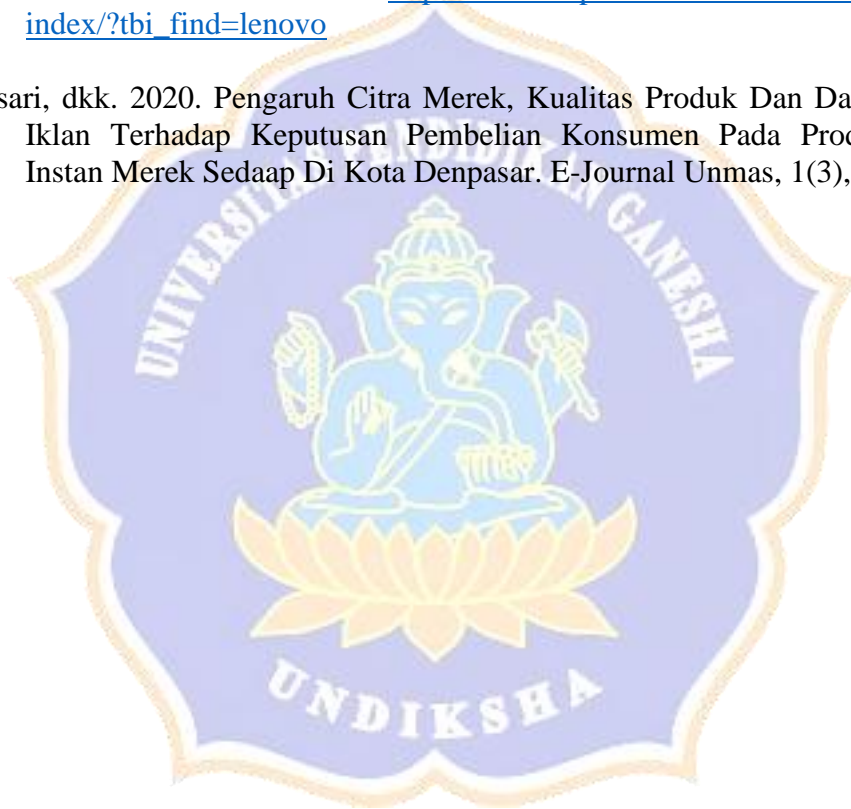 index/?tbi_find=lenovo
sari, dkk. 2020. Pengaruh Citra Merek, Kualitas Produk Dan Da
Iklan Terhadap Keputusan Pembelian Konsumen Pada Prod
Instan Merek Sedaap Di Kota Denpasar. E-Journal Unmas, 1(3),
UNIVERSITAS PENDIDIKAN GANESHA
UNDIKSHA